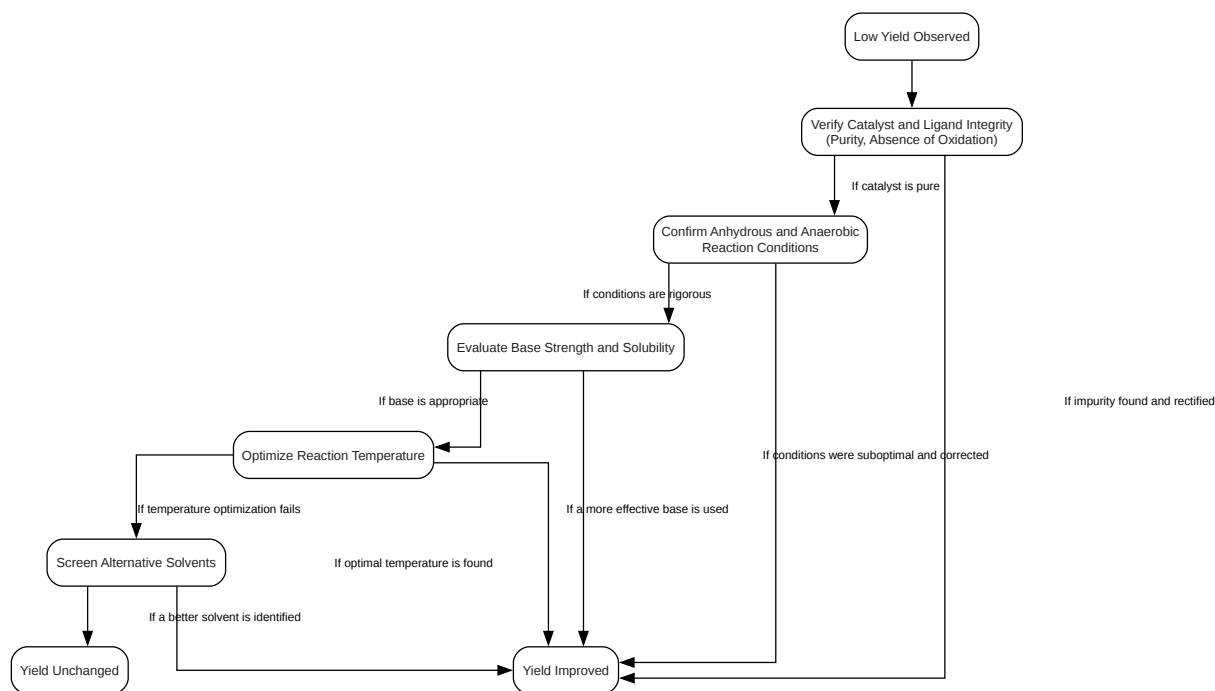 Low Yield Observed
Verify Catalyst and Ligand Integrity
(Purity, Absence of Oxidation)
If catalyst is pure
Confirm Anhydrous and Anaerobic
Reaction Conditions
If conditions are rigorous
Evaluate Base Strength and Solubility
If base is appropriate
If impurity found and rectified
Optimize Reaction Temperature
If conditions were suboptimal and corrected
If temperature optimization fails
If a more effective base is used
Screen Alternative Solvents
If optimal temperature is found
If a better solvent is identified
Yield Unchanged
Yield Improved